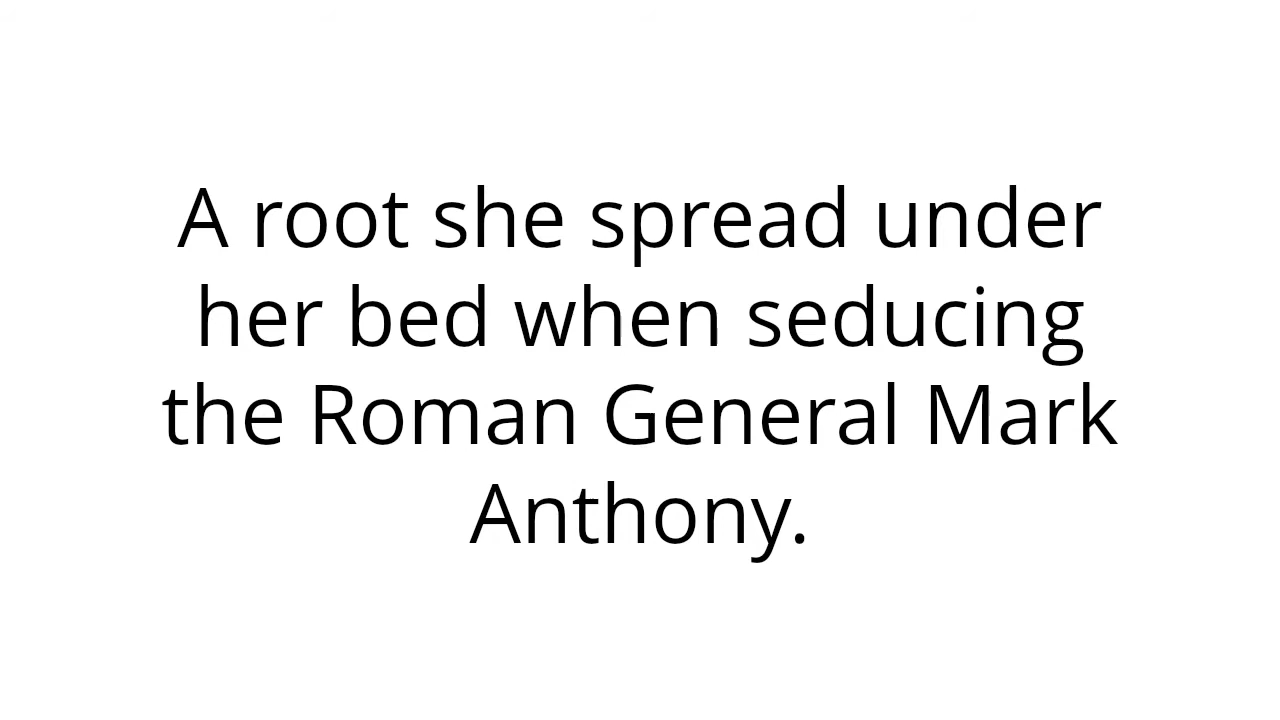 A root she spread under
her bed when seducing
the Roman General Mark
Anthony.